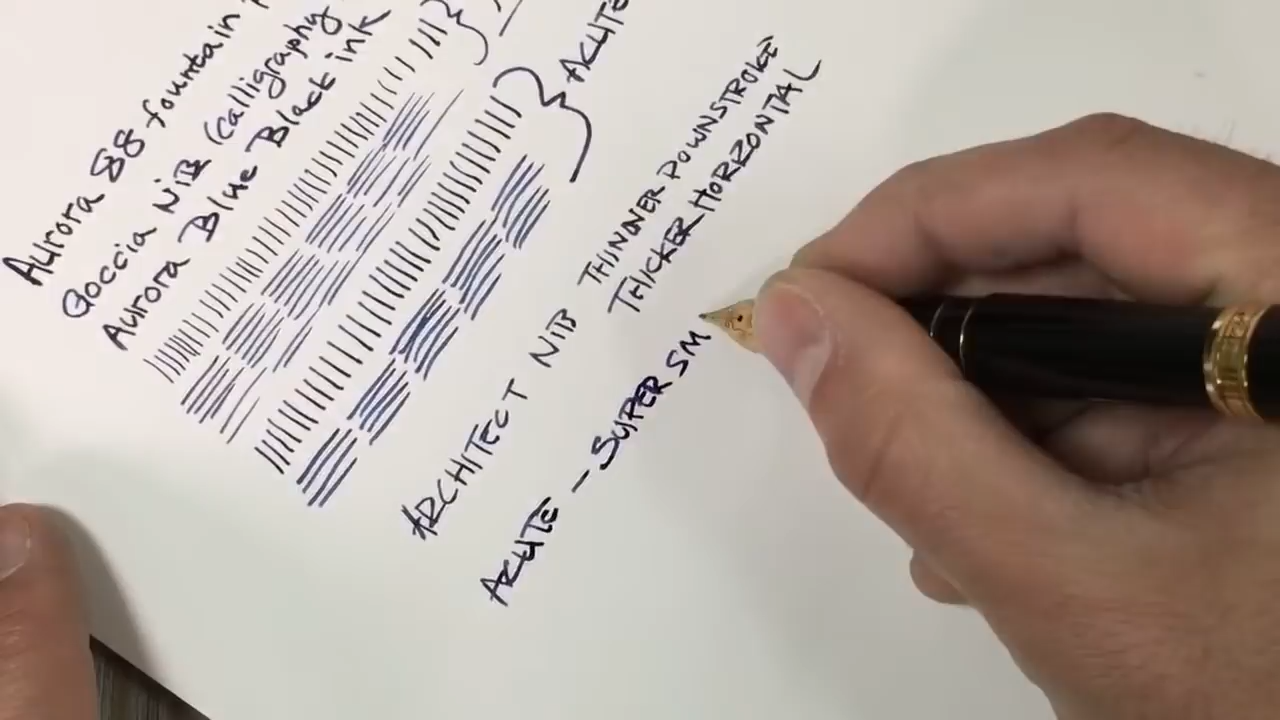 Aurora 88 fountain
Goccia NiB (Calligraphy
Aurora Blue Black ink
ACUTE
ARCHITECT NIB THINNER DOWNSTROKE
THICKER HORZONTAL
ACUTE - SUPER SM